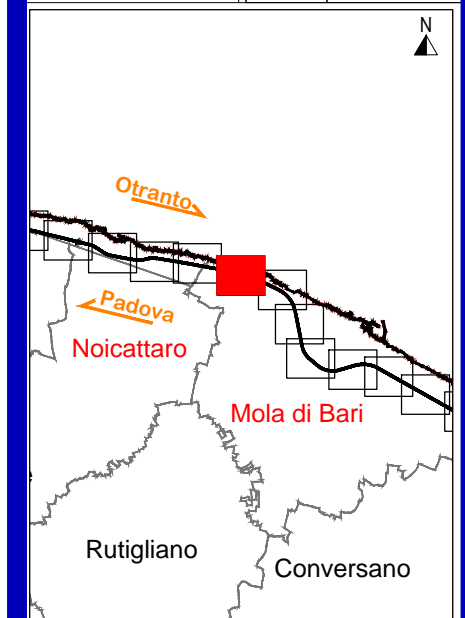 N
Otranto
Padova
Noicattaro
Mola di Bari
Rutigliano
Conversano